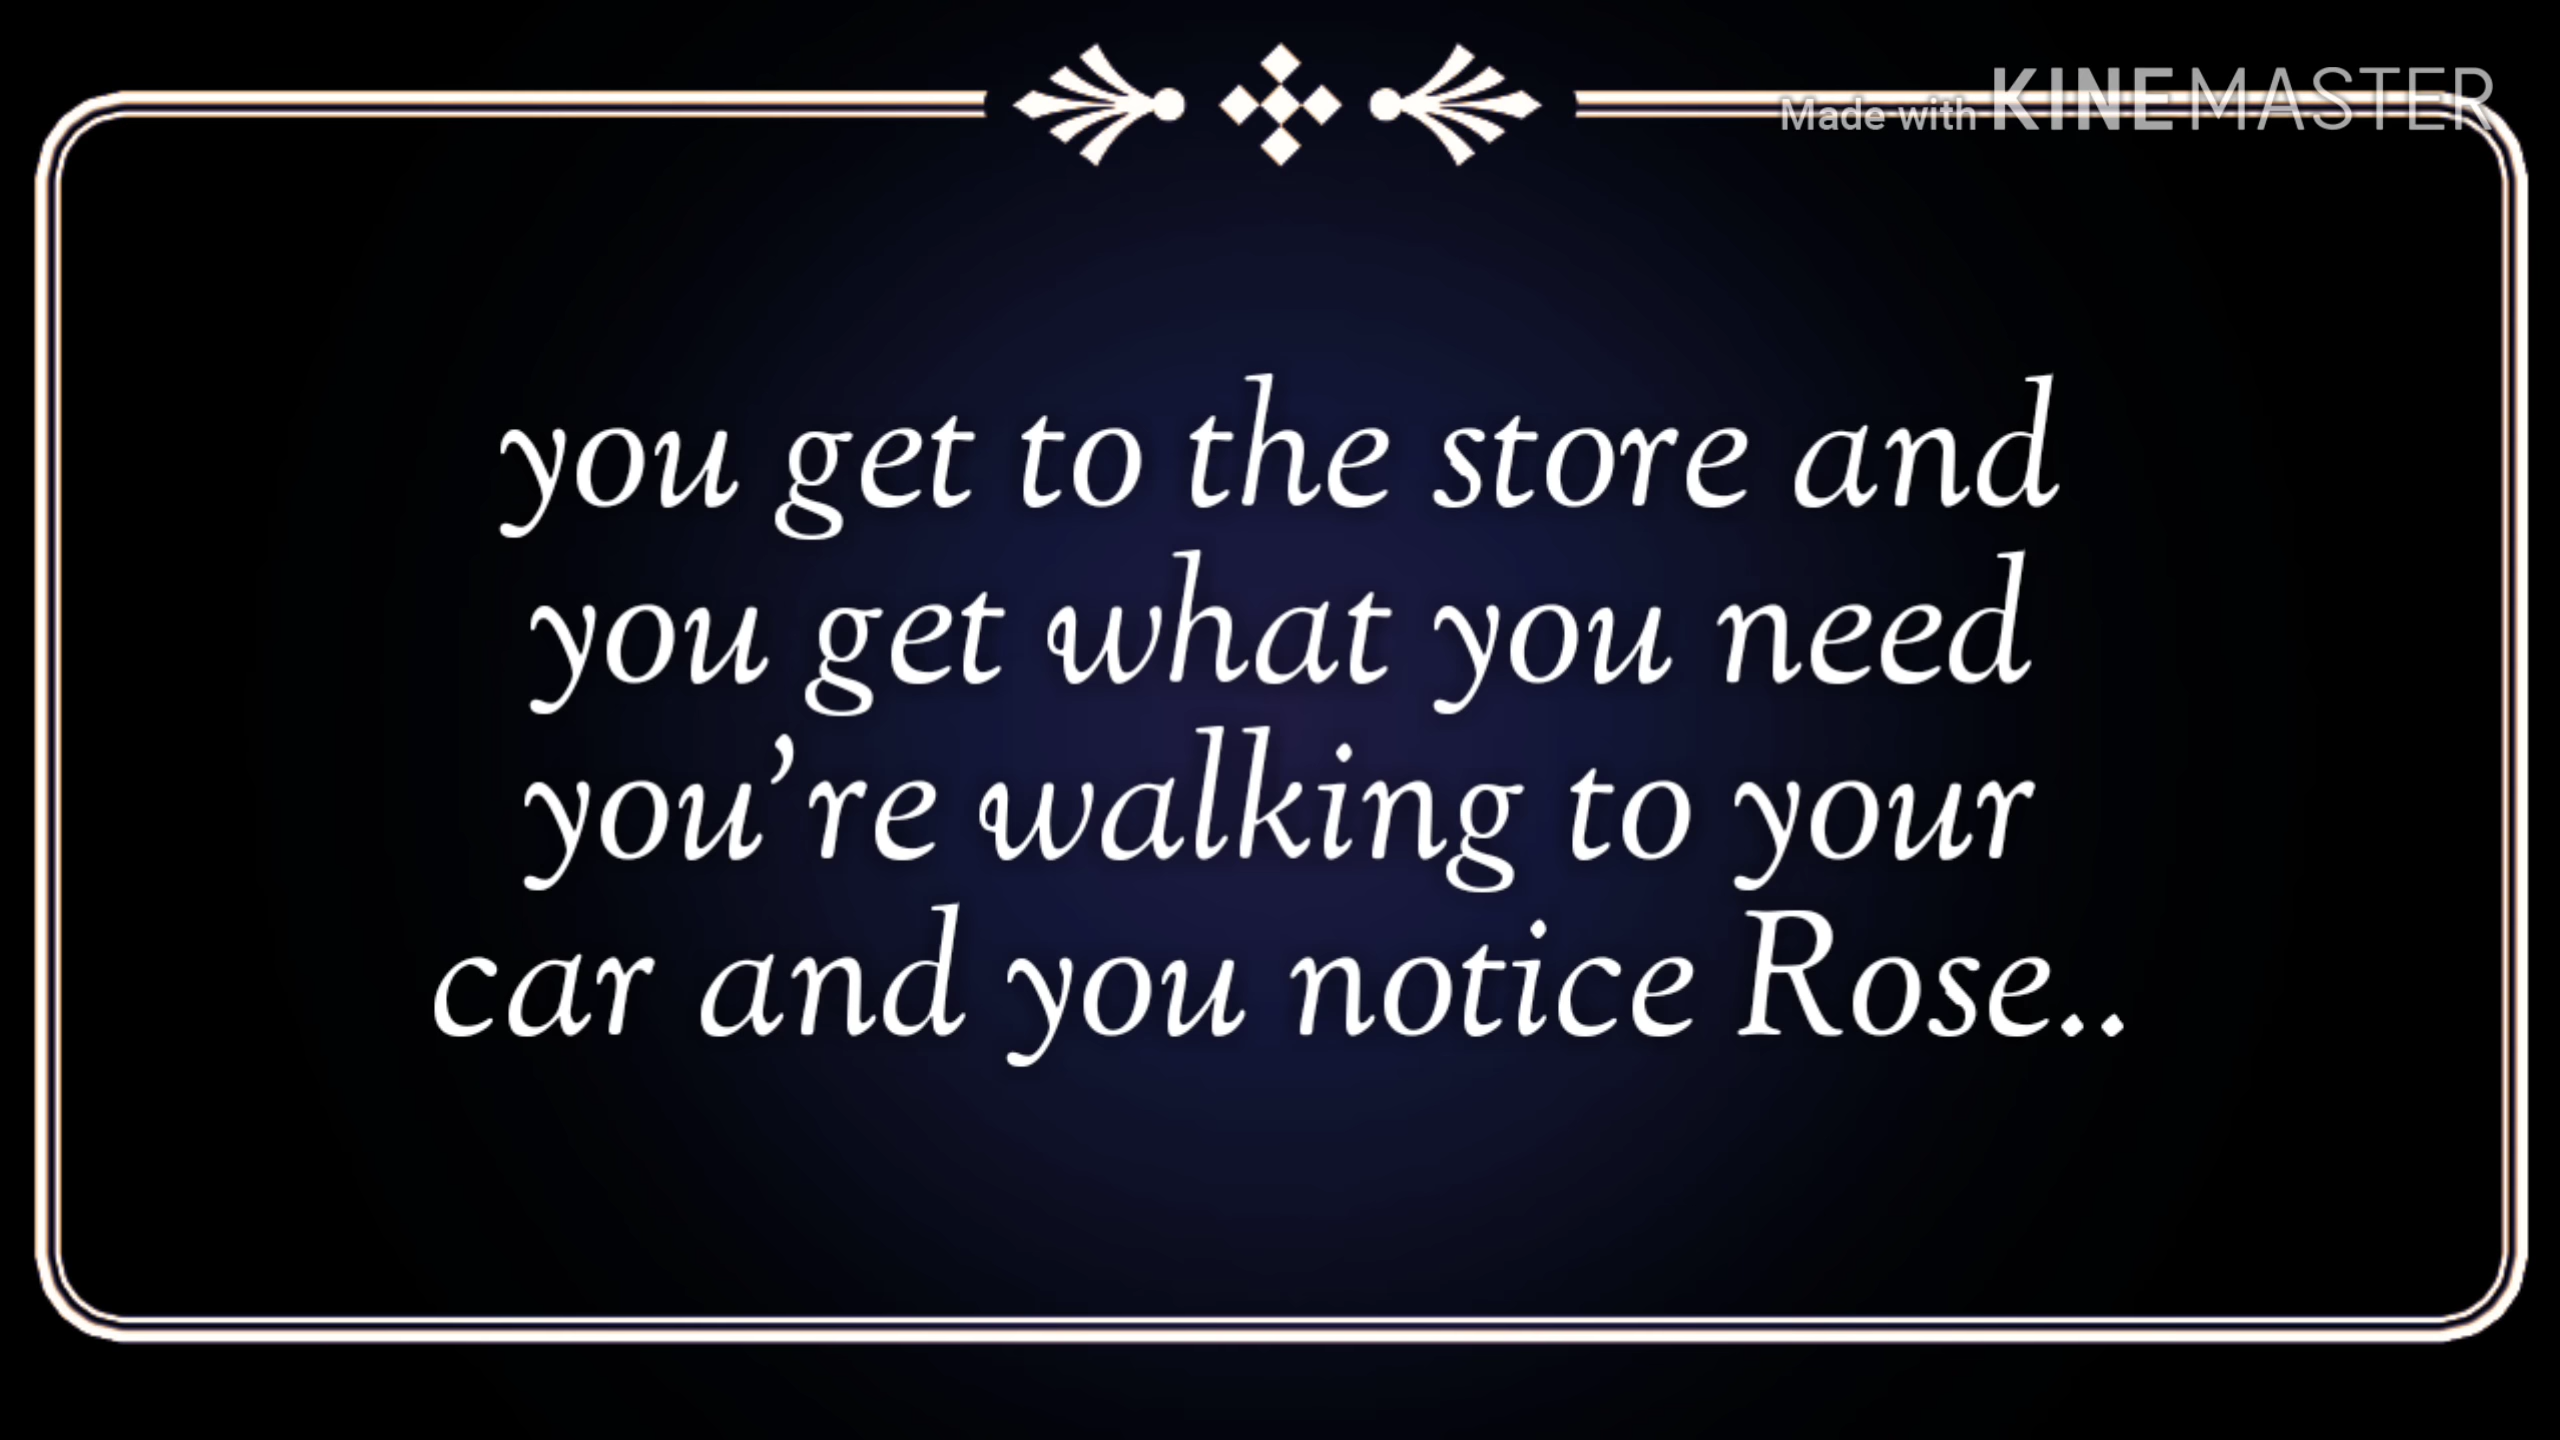 Made with KINEMASTER
you get to the store and
you get what you need
you’re walking to your
car and you notice Rose..